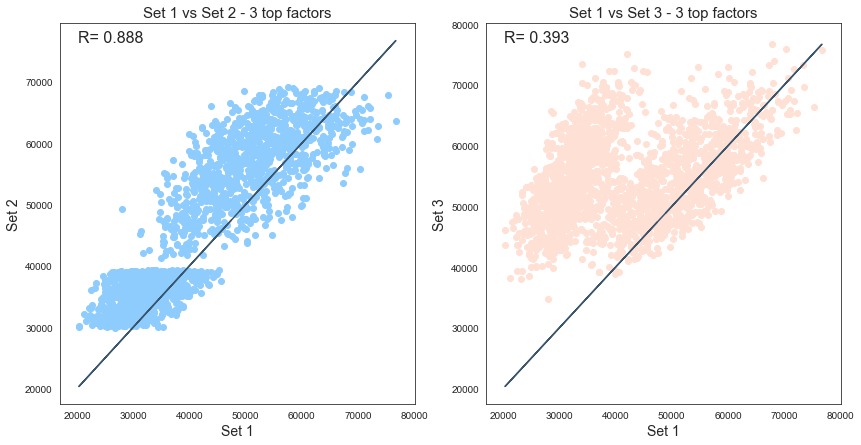 Set 1 vs Set 2 - 3 top factors
R= 0.888
70000
60000
50000
40000
30000
20000
Set 2
20000 30000 40000 50000 60000 70000 80000
Set 1
Set 1 vs Set 3 - 3 top factors
R= 0.393
80000
70000
60000
50000
40000
30000
20000
Set 3
20000 30000 40000 50000 60000 70000 80000
Set 1